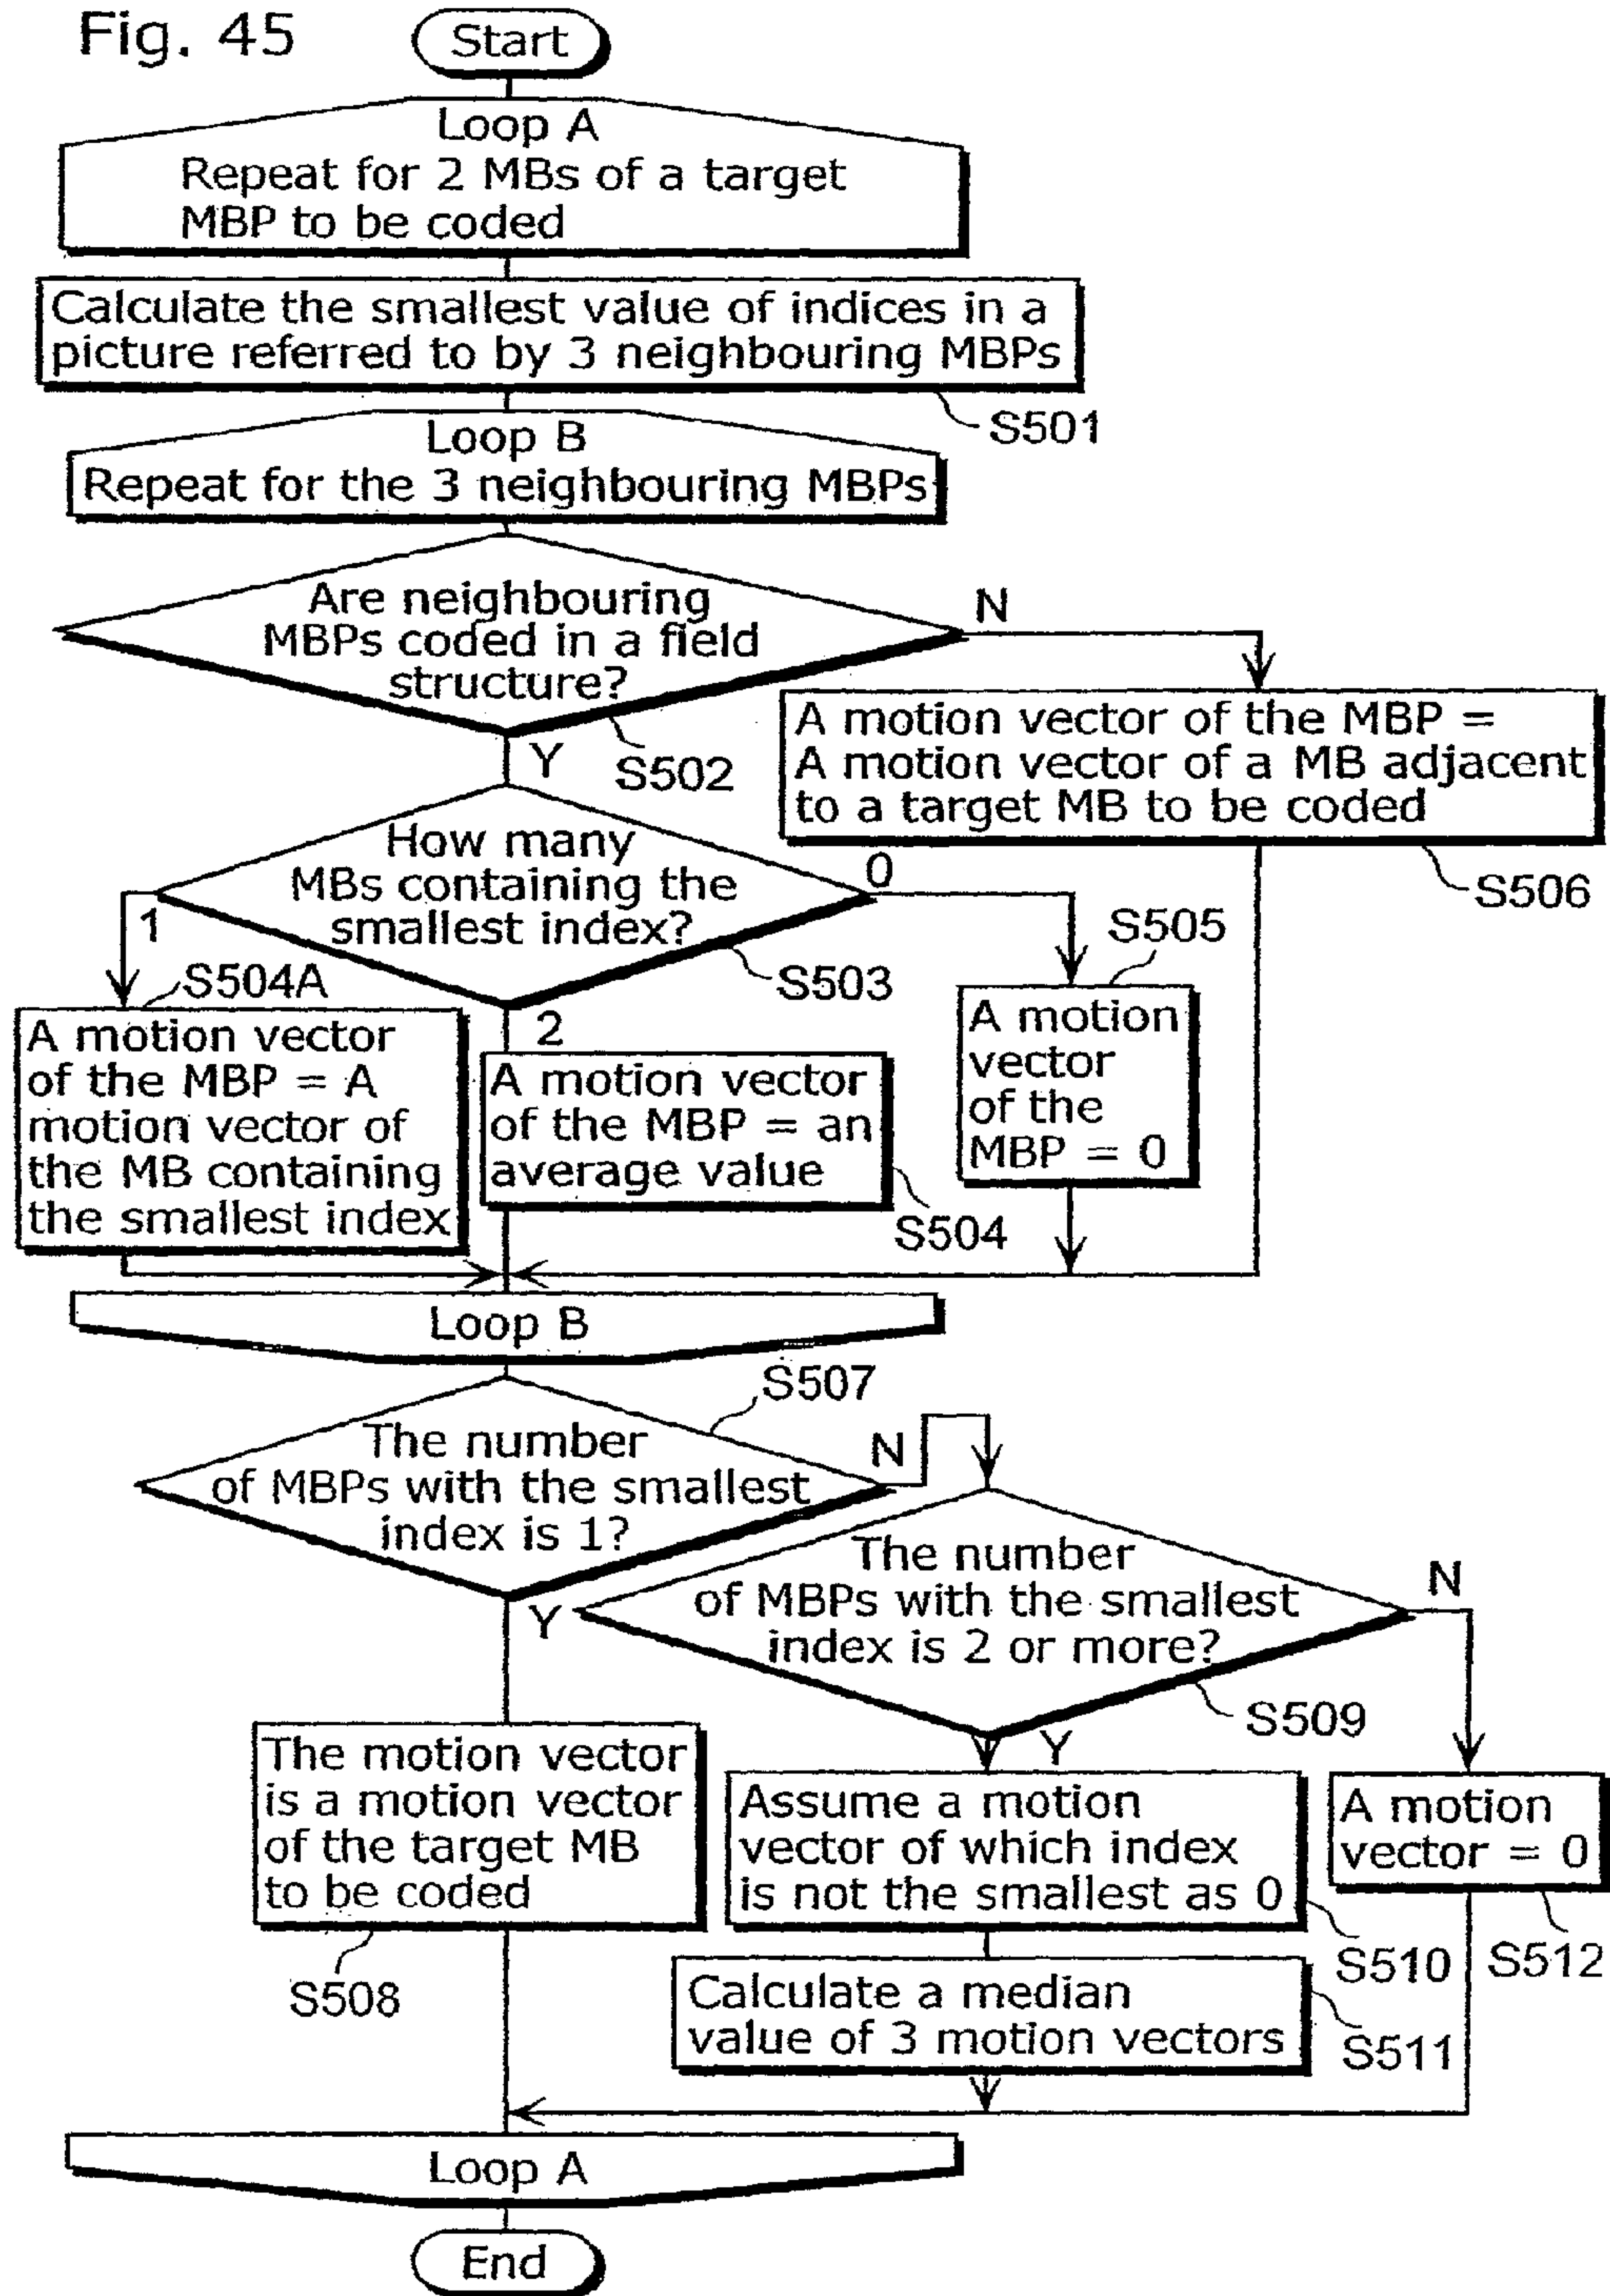 Fig. 45
Start
Loop A
Repeat for 2 MBs of a target
MBP to be coded
Calculate the smallest value of indices in a
picture referred to by 3 neighbouring MBPs
S501
Loop B
Repeat for the 3 neighbouring MBPs
Are neighbouring
MBPs coded in a field
structure?
N
Y
S502
A motion vector of the MBP =
A motion vector of a MB adjacent
to a target MB to be coded
S506
How many
MBs containing the
smallest index?
0
1
2
S503
S505
S504A
A motion vector
of the MBP = A
motion vector of
the MB containing
the smallest index
A motion vector
of the MBP = an
average value
S504
A motion
vector
of the
MBP = 0
Loop B
S507
The number
of MBPs with the smallest
index is 1?
N
Y
The number
of MBPs with the smallest
index is 2 or more?
N
Y
S509
The motion vector
is a motion vector
of the target MB
to be coded
S508
Assume a motion
vector of which index
is not the smallest as 0
S510
A motion
vector = 0
S512
Calculate a median
value of 3 motion vectors
S511
Loop A
End